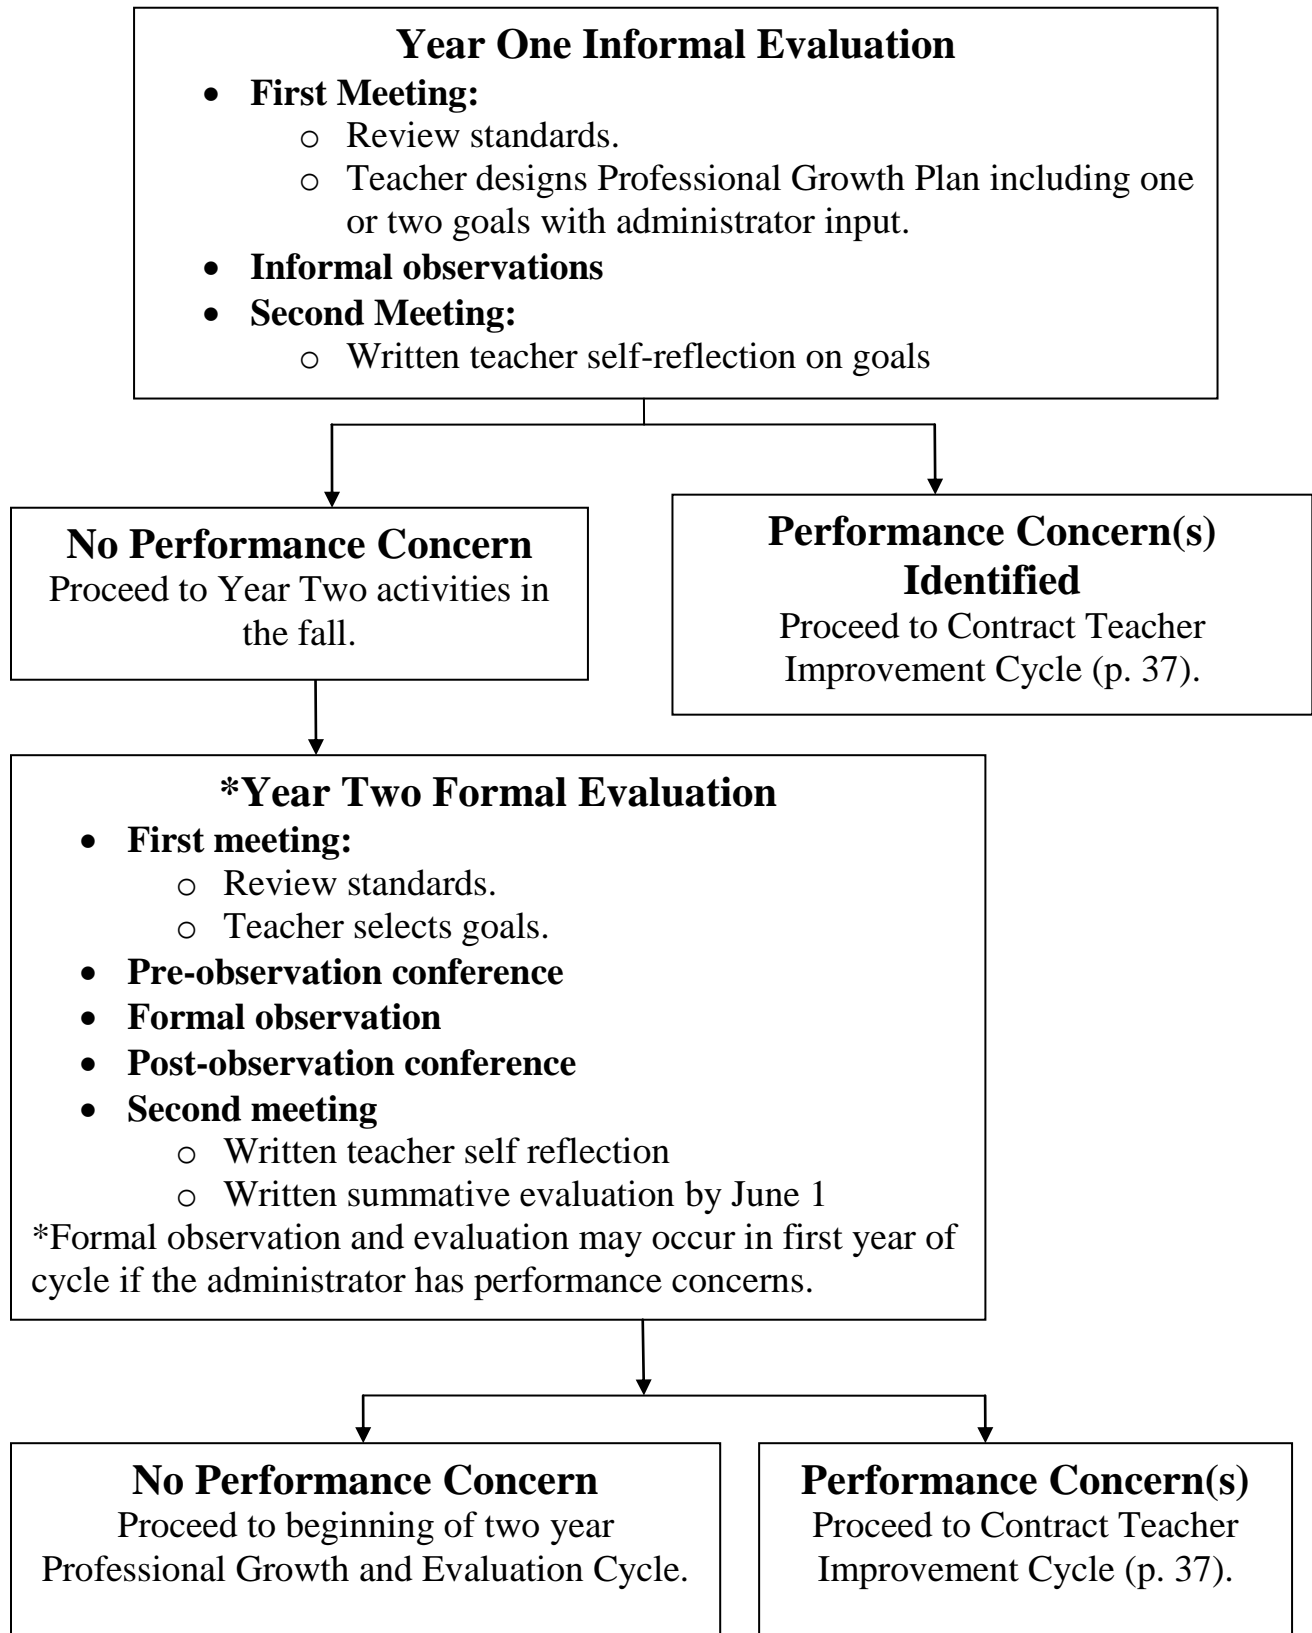 Year One Informal Evaluation
• First Meeting:
o Review standards.
o Teacher designs Professional Growth Plan including one
or two goals with administrator input.
• Informal observations
• Second Meeting:
o Written teacher self-reflection on goals
No Performance Concern
Proceed to Year Two activities in
the fall.
Performance Concern(s)
Identified
Proceed to Contract Teacher
Improvement Cycle (p. 37).
*Year Two Formal Evaluation
• First meeting:
o Review standards.
o Teacher selects goals.
• Pre-observation conference
• Formal observation
• Post-observation conference
• Second meeting
o Written teacher self reflection
o Written summative evaluation by June 1
*Formal observation and evaluation may occur in first year of
cycle if the administrator has performance concerns.
No Performance Concern
Proceed to beginning of two year
Professional Growth and Evaluation Cycle.
Performance Concern(s)
Proceed to Contract Teacher
Improvement Cycle (p. 37).